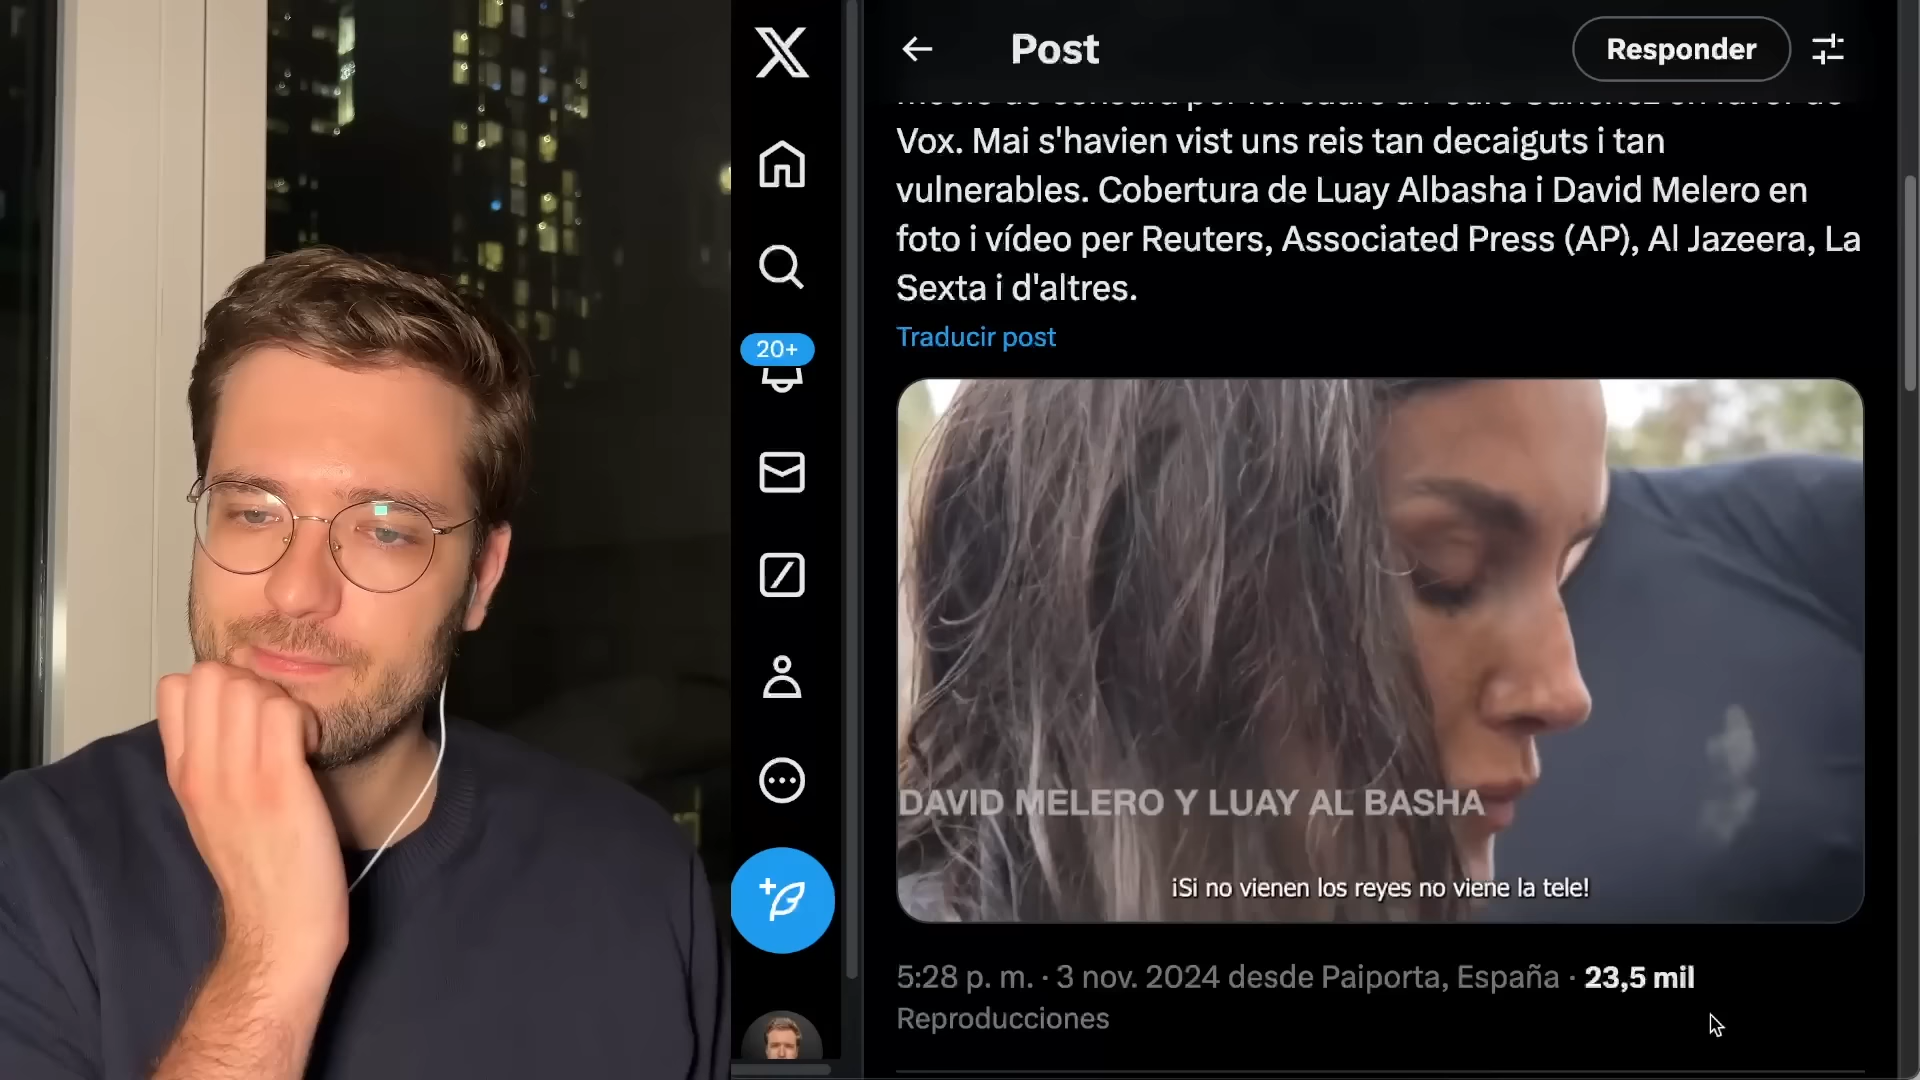 Post
Responder
Vox. Mai s'havien vist uns reis tan decaiguts i tan
vulnerables. Cobertura de Luay Albasha i David Melero en
foto i vídeo per Reuters, Associated Press (AP), Al Jazeera, La
Sexta i d'altres.
Traducir post
20+
DAVID MELERO Y LUAY AL BASHA
¡Si no vienen los reyes no viene la tele!
5:28 p. m. · 3 nov. 2024 desde Paiporta, España · 23,5 mil
Reproducciones